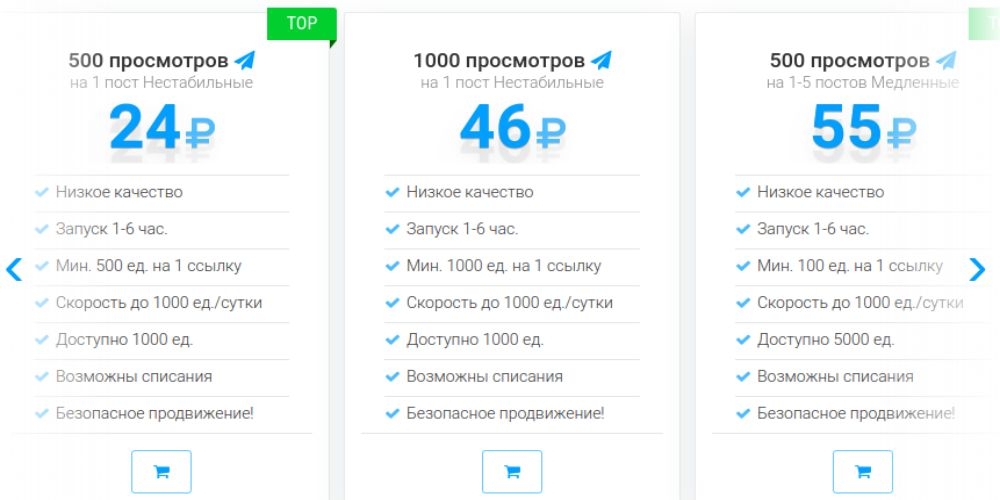 TOP
500 просмотров
на 1 пост Нестабильные
24₽
Низкое качество
Запуск 1-6 час.
Мин. 500 ед. на 1 ссылку
Скорость до 1000 ед./сутки
Доступно 1000 ед.
Возможны списания
Безопасное продвижение!
1000 просмотров
на 1 пост Нестабильные
46₽
Низкое качество
Запуск 1-6 час.
Мин. 1000 ед. на 1 ссылку
Скорость до 1000 ед./сутки
Доступно 1000 ед.
Возможны списания
Безопасное продвижение!
500 просмотров
на 1-5 постов Медленные
55₽
Низкое качество
Запуск 1-6 час.
Мин. 100 ед. на 1 ссылку
Скорость до 1000 ед./сутки
Доступно 5000 ед.
Возможны списания
Безопасное продвижение!